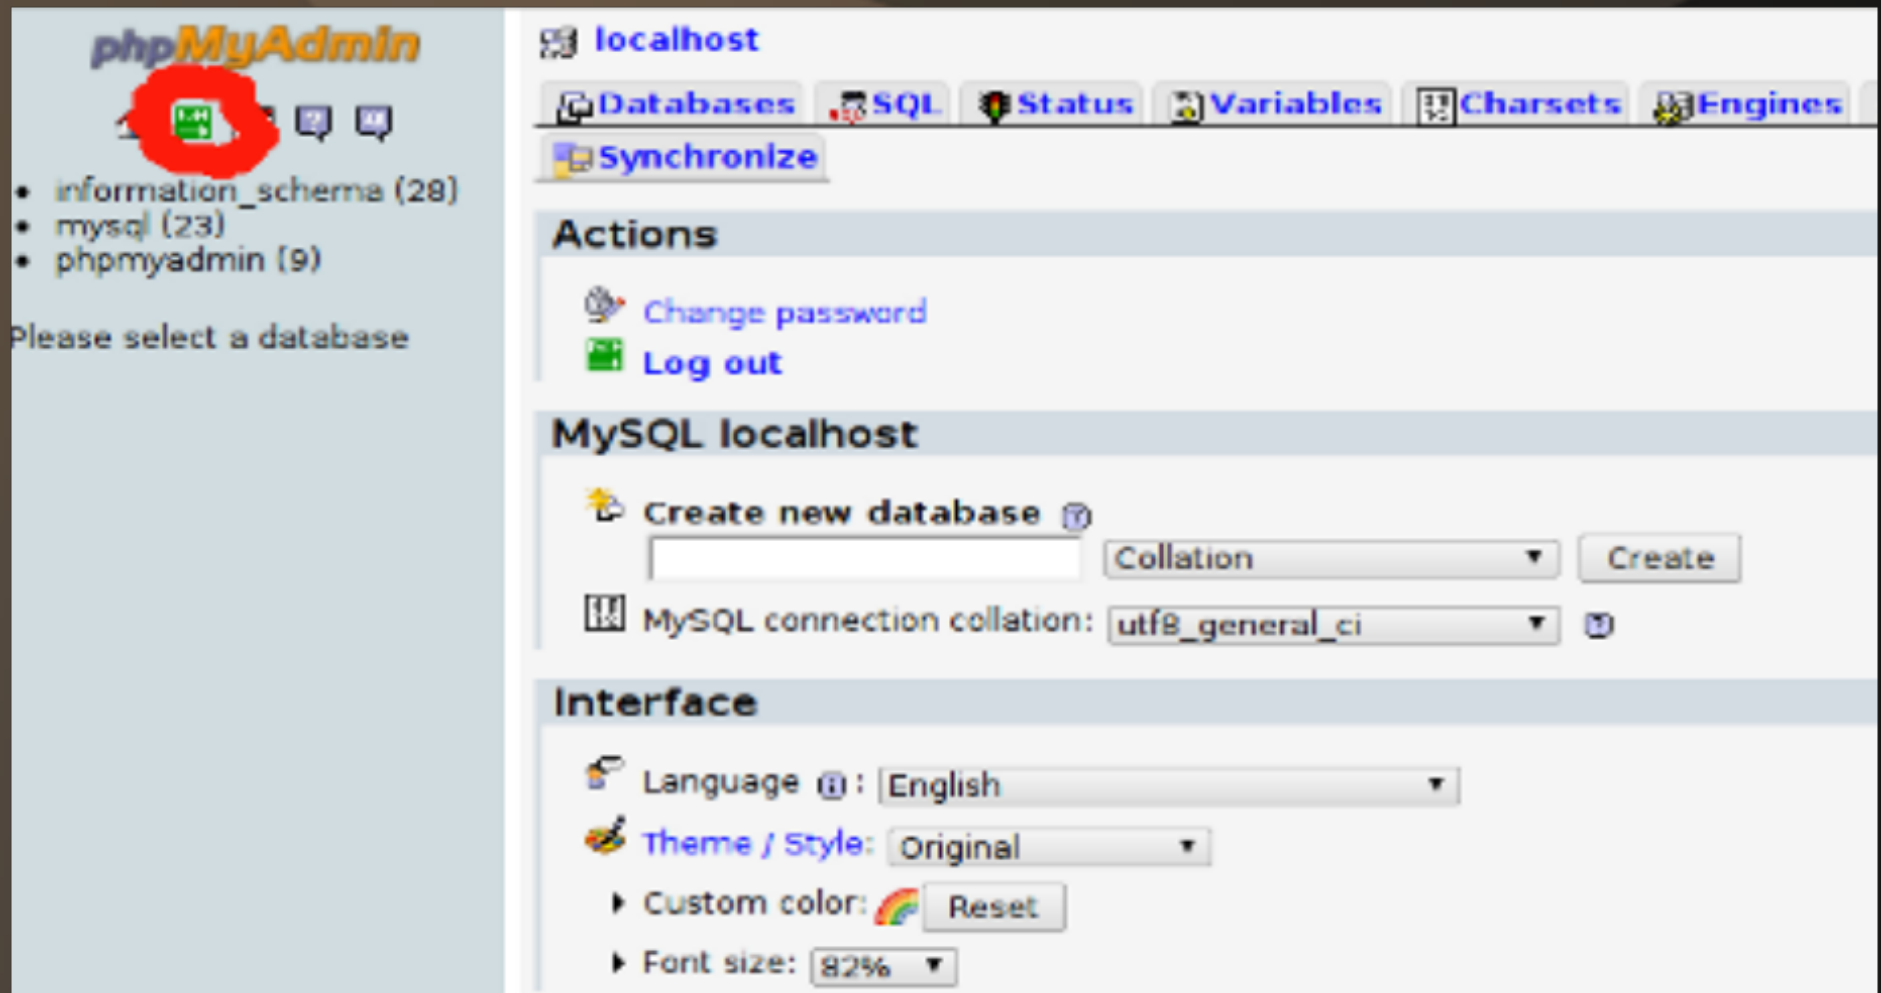 phpMyAdmin
information_schema (28)
mysql (23)
phpmyadmin (9)
Please select a database
localhost
Databases SQL Status Variables Charsets Engines
Synchronize
Actions
Change password
Log out
MySQL localhost
Create new database
Collation Create
MySQL connection collation: utf8_general_ci
Interface
Language : English
Theme / Style: Original
Custom color: Reset
Font size: 82%